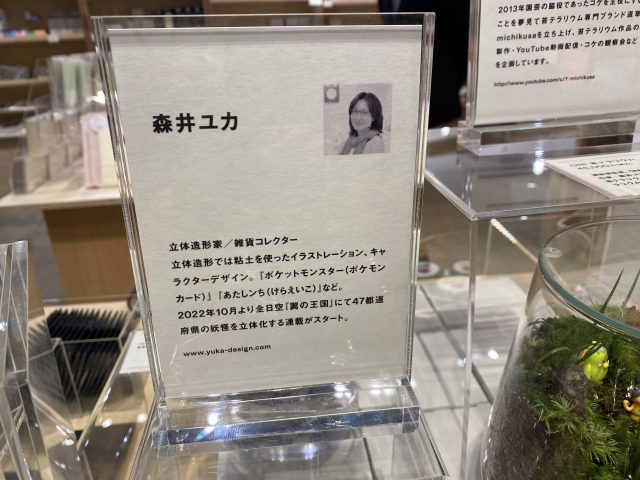 森井ユカ
立体造形家／雑貨コレクター
立体造形では粘土を使ったイラストレーション、キャ
ラクターデザイン。『ポケットモンスター（ポケモン
カード）』『あたしンち（けらえいこ）』など。
2022年10月より全日空『翼の王国』にて47都道
府県の妖怪を立体化する連載がスタート。
www.yuka-design.com
2013年園芸の脇役であったコケを主役にす
ことを夢見て苔テラリウム専門ブランド道草
michikusaを立ち上げ、苔テラリウム作品の
製作・YouTube動画配信・コケの観察会など
を企画しています。
http://www.youtube.com/c/Y-michikusa